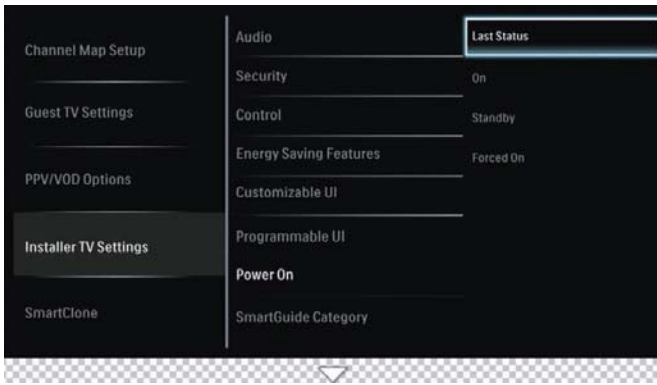 Channel Map Setup
Guest TV Settings
PPV/VOD Options
Installer TV Settings
SmartClone
Audio
Security
Control
Energy Saving Features
Customizable UI
Programmable UI
Power On
SmartGuide Category
Last Status
On
Standby
Forced On